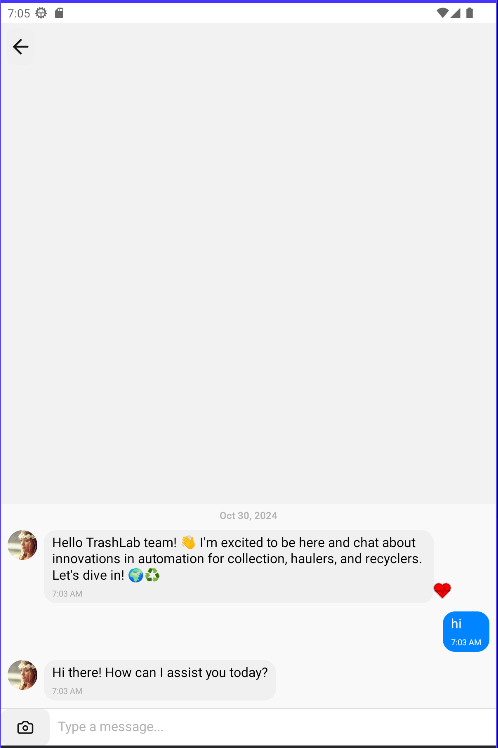 7:05
Oct 30, 2024
Hello TrashLab team! 👋 I'm excited to be here and chat about
innovations in automation for collection, haulers, and recyclers.
Let's dive in! 🌍♻️
7:03 AM
hi
7:03 AM
Hi there! How can I assist you today?
7:03 AM
Type a message...